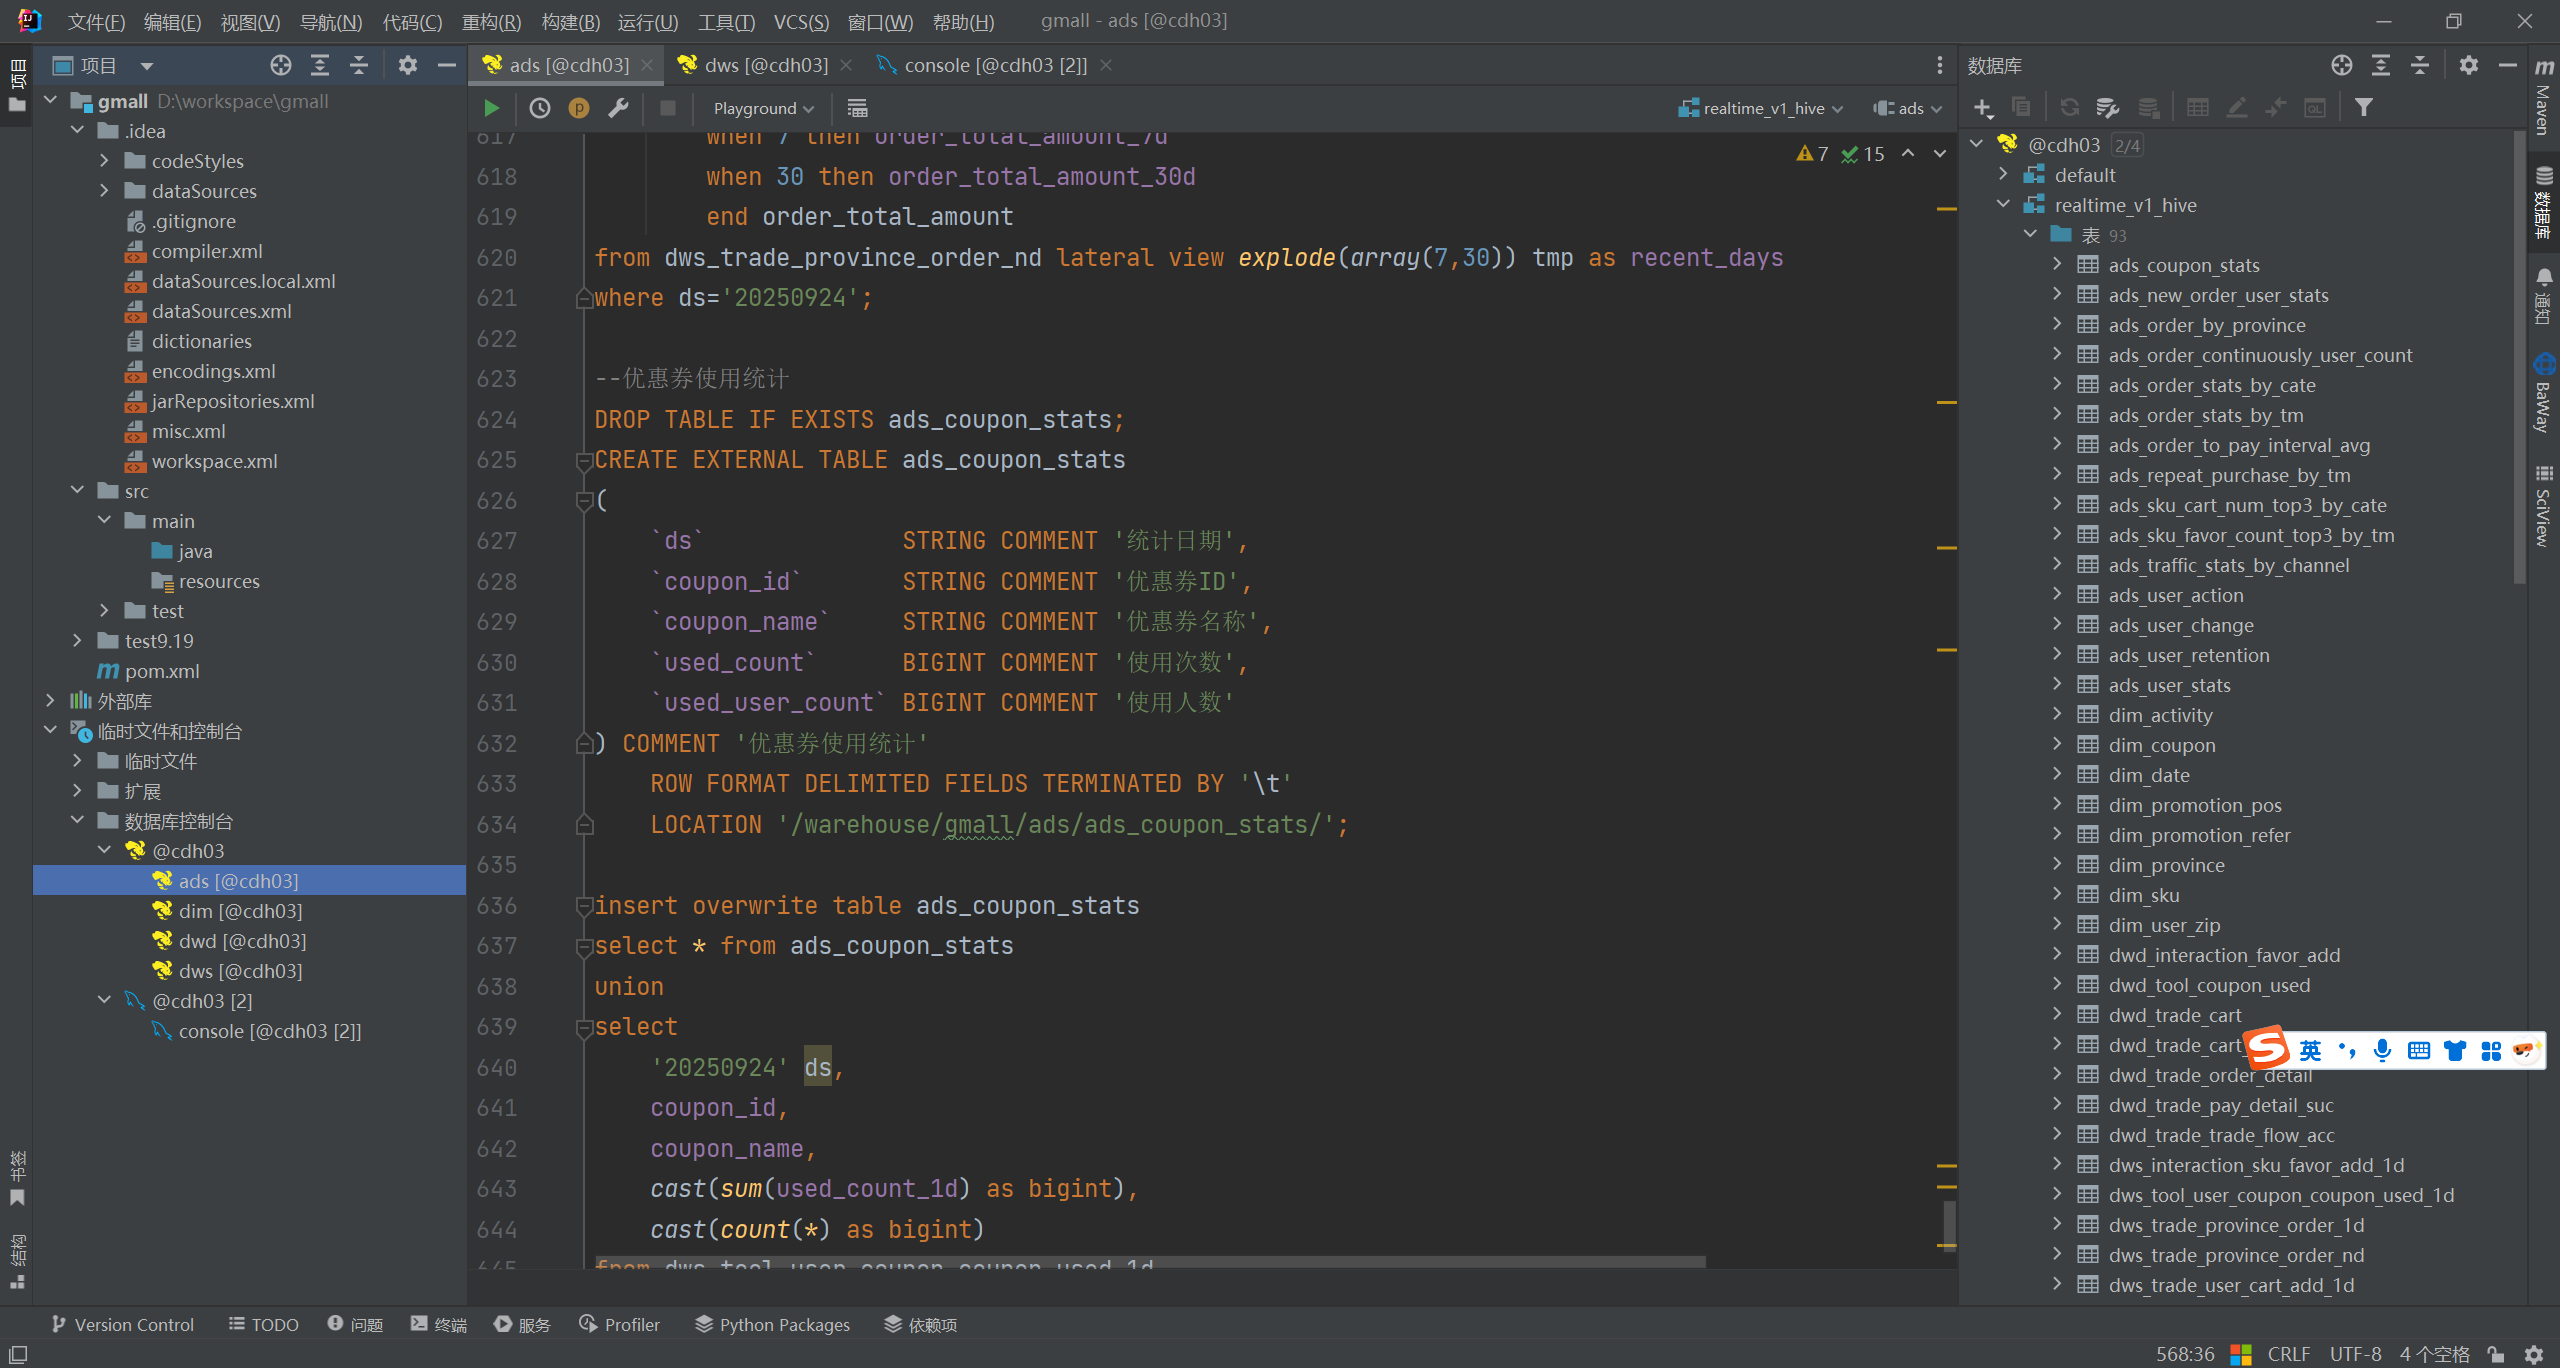 文件(F) 编辑(E) 视图(V) 导航(N) 代码(C) 重构(R) 构建(B) 运行(U) 工具(T) VCS(S) 窗口(W) 帮助(H) gmall - ads [@cdh03]
项目
gmall D:\workspace\gmall
.idea
codeStyles
dataSources
.gitignore
compiler.xml
dataSources.local.xml
dataSources.xml
dictionaries
encodings.xml
jarRepositories.xml
misc.xml
workspace.xml
src
main
java
resources
test
test9.19
pom.xml
外部库
临时文件和控制台
临时文件
扩展
数据库控制台
@cdh03
ads [@cdh03]
dim [@cdh03]
dwd [@cdh03]
dws [@cdh03]
@cdh03 [2]
console [@cdh03 [2]]
项目
书签
结构
ads [@cdh03] dws [@cdh03] console [@cdh03 [2]]
Playground realtime_v1_hive ads
7 15
617 when 7 then order_total_amount_7d
618 when 30 then order_total_amount_30d
619 end order_total_amount
620 from dws_trade_province_order_nd lateral view explode(array(7,30)) tmp as recent_days
621 where ds='20250924';
622
623 --优惠券使用统计
624 DROP TABLE IF EXISTS ads_coupon_stats;
625 CREATE EXTERNAL TABLE ads_coupon_stats
626 (
627 `ds` STRING COMMENT '统计日期',
628 `coupon_id` STRING COMMENT '优惠券ID',
629 `coupon_name` STRING COMMENT '优惠券名称',
630 `used_count` BIGINT COMMENT '使用次数',
631 `used_user_count` BIGINT COMMENT '使用人数'
632 ) COMMENT '优惠券使用统计'
633 ROW FORMAT DELIMITED FIELDS TERMINATED BY '\t'
634 LOCATION '/warehouse/gmall/ads/ads_coupon_stats/';
635
636 insert overwrite table ads_coupon_stats
637 select * from ads_coupon_stats
638 union
639 select
640 '20250924' ds,
641 coupon_id,
642 coupon_name,
643 cast(sum(used_count_1d) as bigint),
644 cast(count(*) as bigint)
645 from dws_tool_user_coupon_coupon_used_1d
数据库
@cdh03 2/4
default
realtime_v1_hive
表 93
ads_coupon_stats
ads_new_order_user_stats
ads_order_by_province
ads_order_continuously_user_count
ads_order_stats_by_cate
ads_order_stats_by_tm
ads_order_to_pay_interval_avg
ads_repeat_purchase_by_tm
ads_sku_cart_num_top3_by_cate
ads_sku_favor_count_top3_by_tm
ads_traffic_stats_by_channel
ads_user_action
ads_user_change
ads_user_retention
ads_user_stats
dim_activity
dim_coupon
dim_date
dim_promotion_pos
dim_promotion_refer
dim_province
dim_sku
dim_user_zip
dwd_interaction_favor_add
dwd_tool_coupon_used
dwd_trade_cart
dwd_trade_cart_
dwd_trade_order_detail
dwd_trade_pay_detail_suc
dwd_trade_trade_flow_acc
dws_interaction_sku_favor_add_1d
dws_tool_user_coupon_coupon_used_1d
dws_trade_province_order_1d
dws_trade_province_order_nd
dws_trade_user_cart_add_1d
英
Maven
数据库
通知
BaWay
SciView
Version Control TODO 问题 终端 服务 Profiler Python Packages 依赖项
568:36 CRLF UTF-8 4 个空格